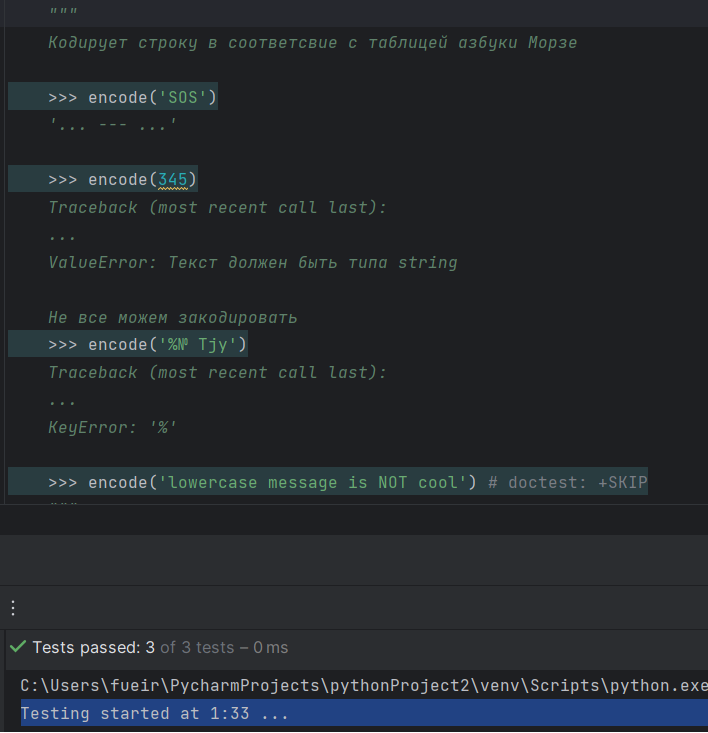 """
Кодирует строку в соответсвие с таблицей азбуки Морзе
>>> encode('SOS')
'... --- ...'
>>> encode(345)
Traceback (most recent call last):
...
ValueError: Текст должен быть типа string
Не все можем закодировать
>>> encode('%№ Tjy')
Traceback (most recent call last):
...
KeyError: '%'
>>> encode('lowercase message is NOT cool') # doctest: +SKIP
"""
Tests passed: 3 of 3 tests – 0 ms
C:\Users\fueir\PycharmProjects\pythonProject2\venv\Scripts\python.exe
Testing started at 1:33 ...